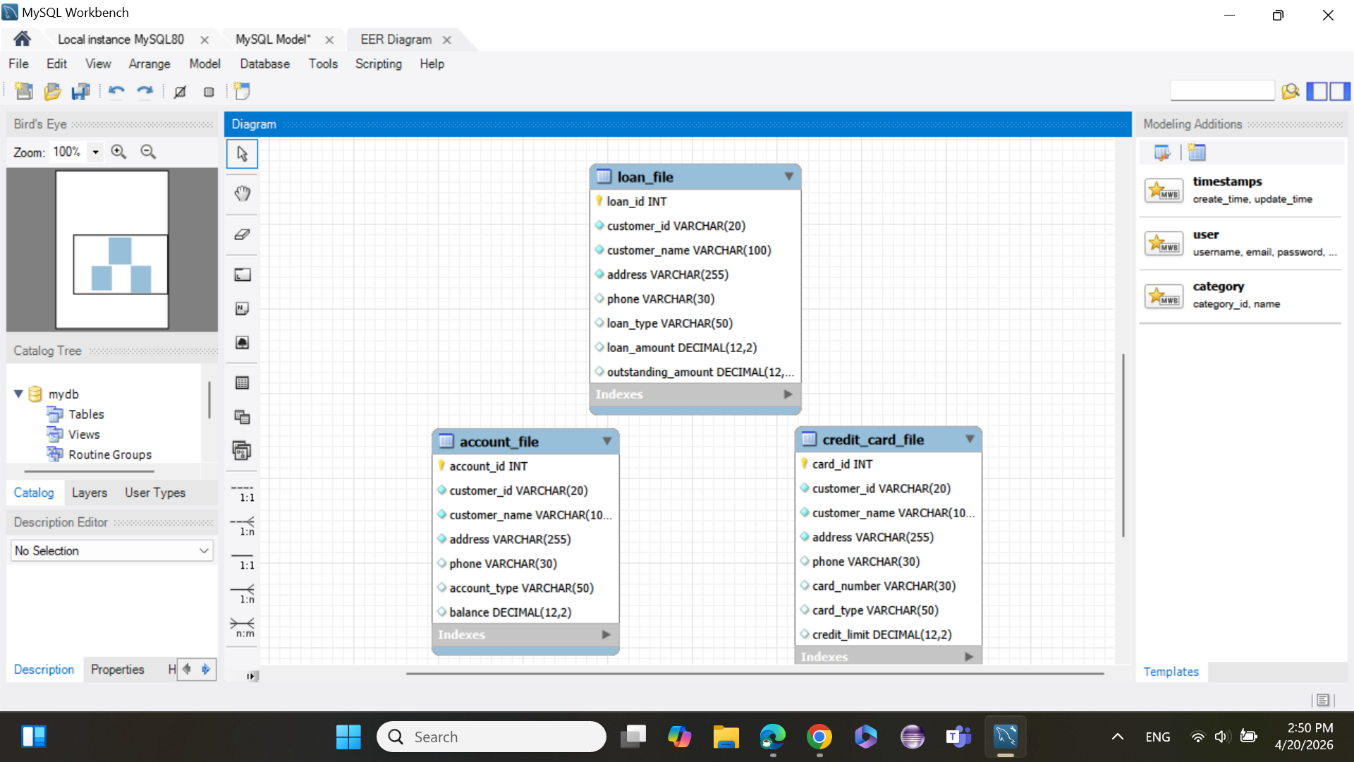 MySQL Workbench
Local instance MySQL80
MySQL Model*
EER Diagram
File Edit View Arrange Model Database Tools Scripting Help
Bird's Eye
Zoom: 100%
Catalog Tree
mydb
Tables
Views
Routine Groups
Catalog Layers User Types
Description Editor
No Selection
Description Properties H
Diagram
1:1
1:n
1:1
1:n
n:m
loan_file
loan_id INT
customer_id VARCHAR(20)
customer_name VARCHAR(100)
address VARCHAR(255)
phone VARCHAR(30)
loan_type VARCHAR(50)
loan_amount DECIMAL(12,2)
outstanding_amount DECIMAL(12,...
Indexes
account_file
account_id INT
customer_id VARCHAR(20)
customer_name VARCHAR(10...
address VARCHAR(255)
phone VARCHAR(30)
account_type VARCHAR(50)
balance DECIMAL(12,2)
Indexes
credit_card_file
card_id INT
customer_id VARCHAR(20)
customer_name VARCHAR(10...
address VARCHAR(255)
phone VARCHAR(30)
card_number VARCHAR(30)
card_type VARCHAR(50)
credit_limit DECIMAL(12,2)
Indexes
Modeling Additions
MWB
timestamps
create_time, update_time
MWB
user
username, email, password, ...
MWB
category
category_id, name
Templates
Search
ENG
2:50 PM
4/20/2026